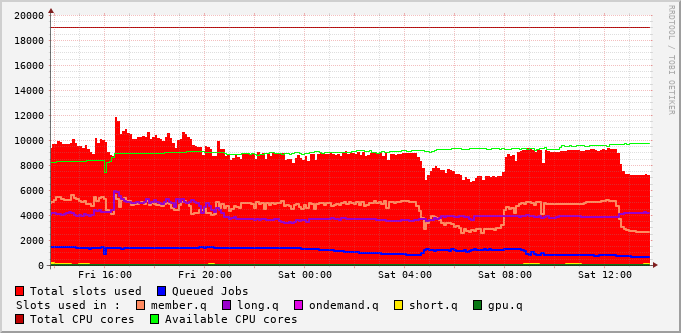 RRDTOOL / TOBI OETIKER
20000
18000
16000
14000
12000
10000
8000
6000
4000
2000
0
Fri 16:00 Fri 20:00 Sat 00:00 Sat 04:00 Sat 08:00 Sat 12:00
Total slots used Queued Jobs
Slots used in : member.q long.q ondemand.q short.q gpu.q
Total CPU cores Available CPU cores